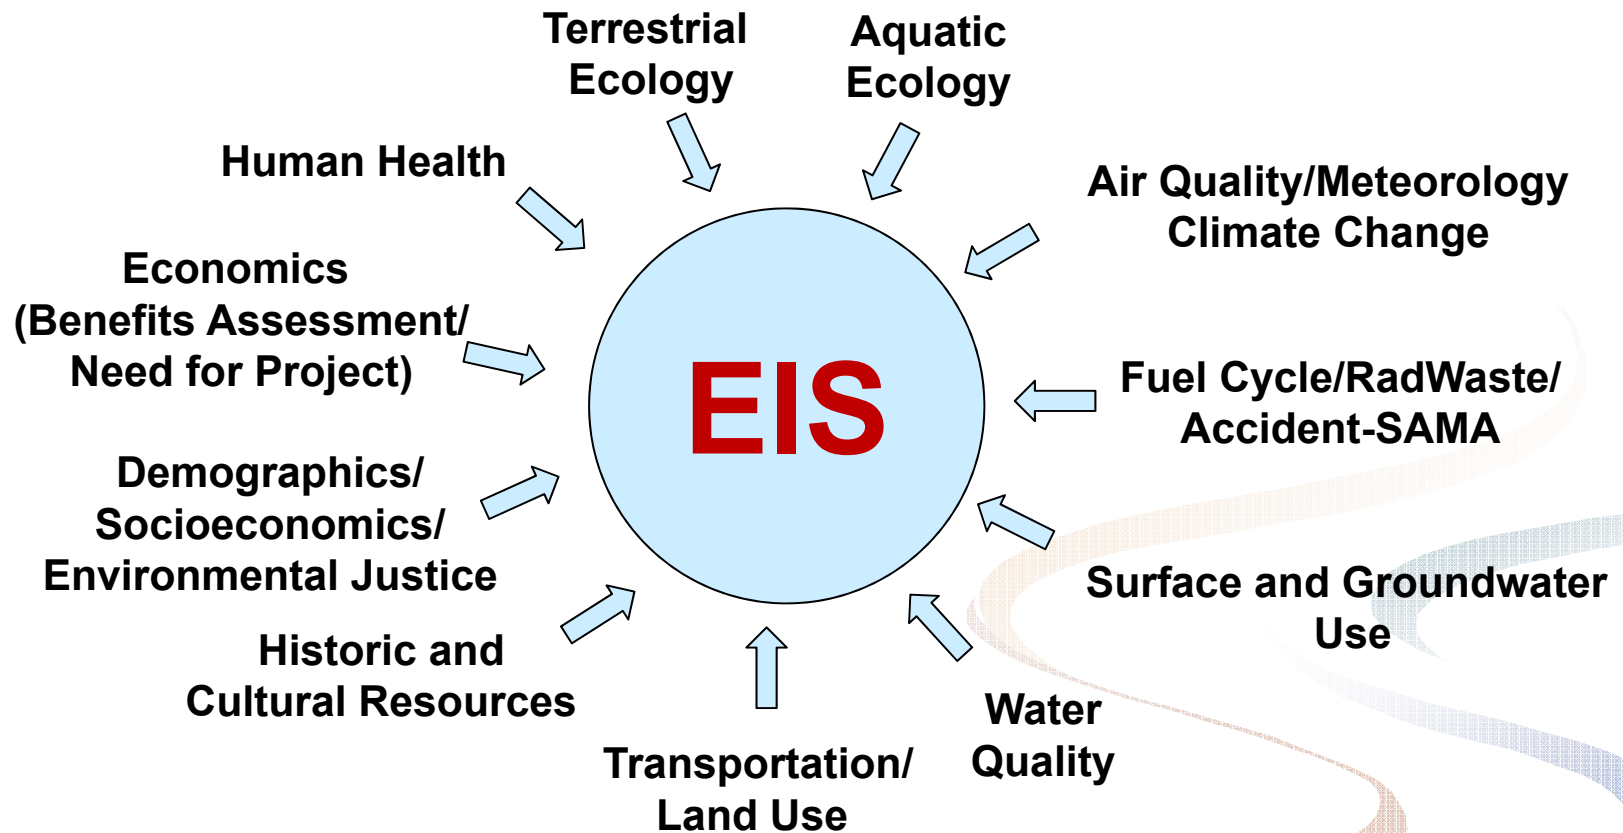 Terrestrial
Ecology
Aquatic
Ecology
Human Health
Air Quality/Meteorology
Climate Change
Economics
(Benefits Assessment/
Need for Project)
EIS
Fuel Cycle/RadWaste/
Accident-SAMA
Demographics/
Socioeconomics/
Environmental Justice
Surface and Groundwater
Use
Historic and
Cultural Resources
Water
Quality
Transportation/
Land Use